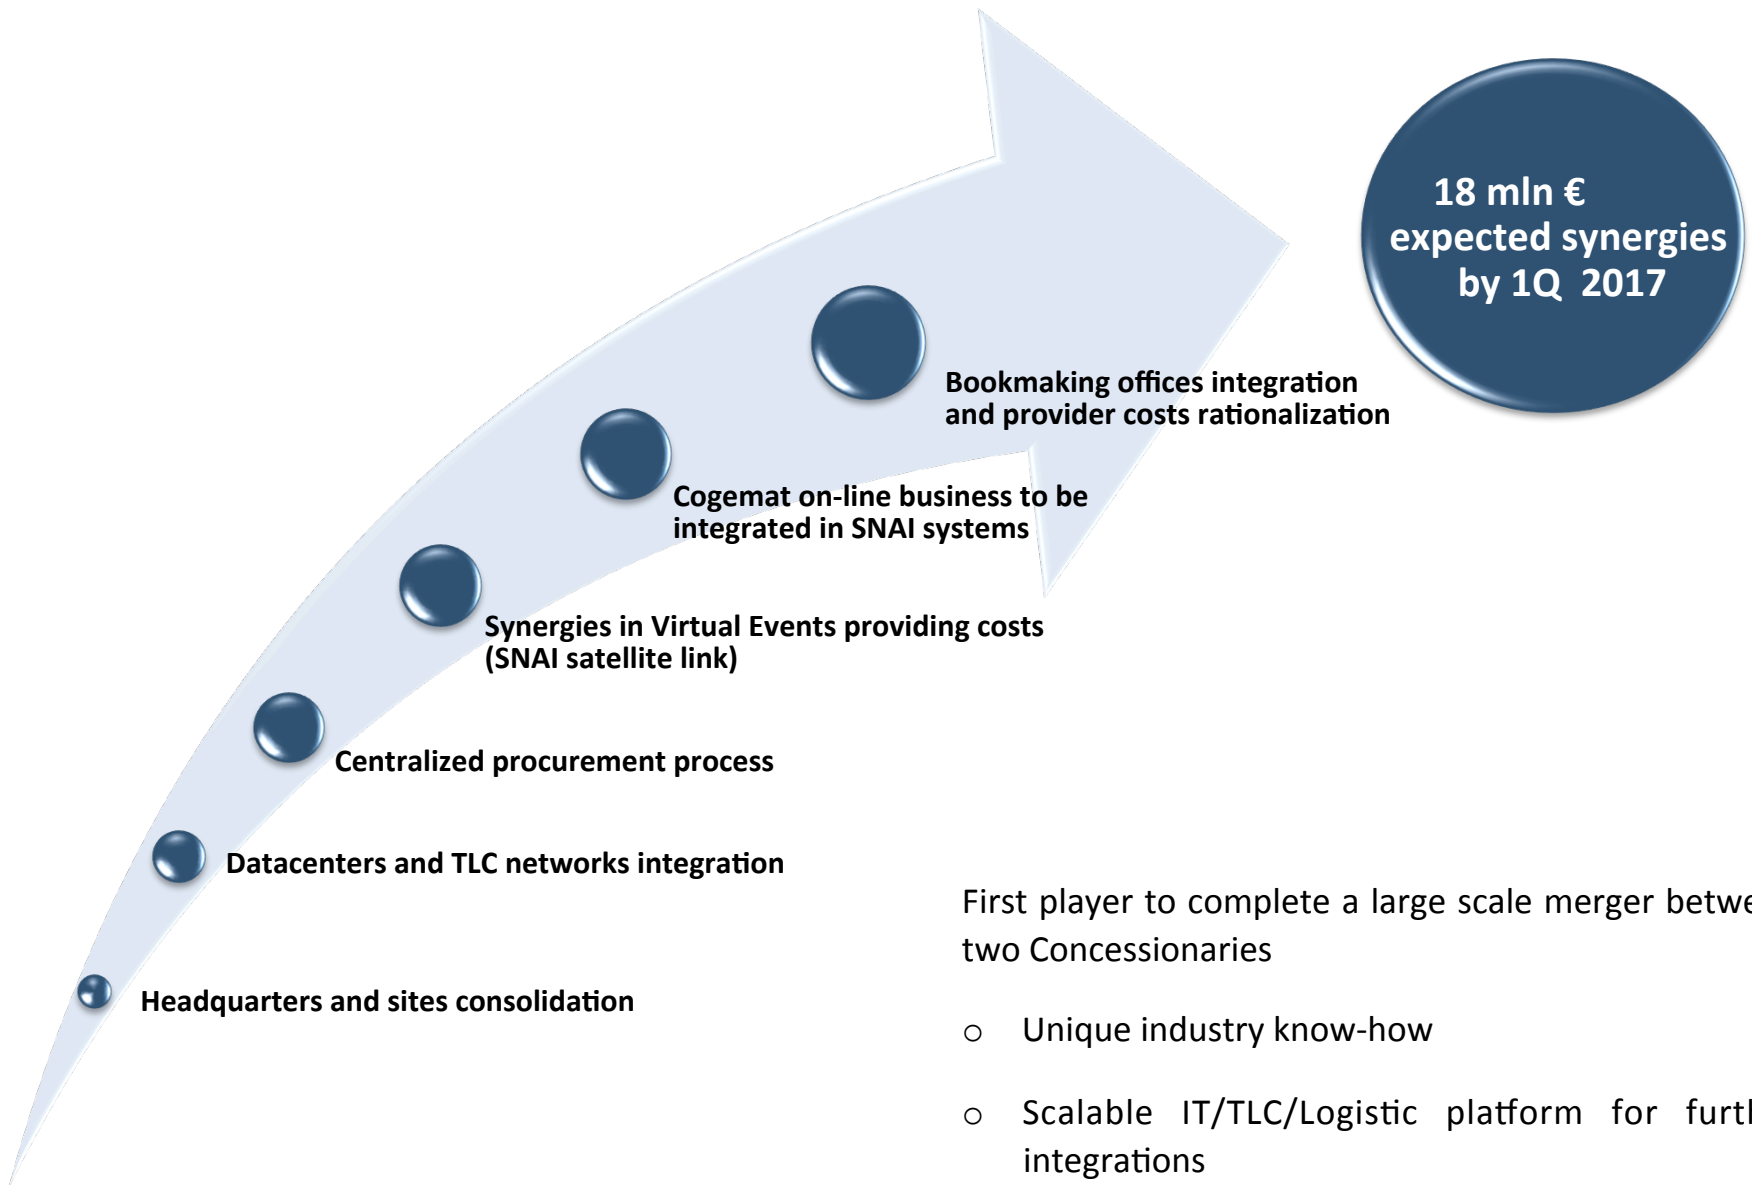 18 mln €
expected synergies
by 1Q 2017
Bookmaking offices integration
and provider costs rationalization
Cogemat on-line business to be
integrated in SNAI systems
Synergies in Virtual Events providing costs
(SNAI satellite link)
Centralized procurement process
Datacenters and TLC networks integration
Headquarters and sites consolidation
First player to complete a large scale merger
two Concessionaries
o Unique industry know-how
o Scalable IT/TLC/Logistic platform for
integrations